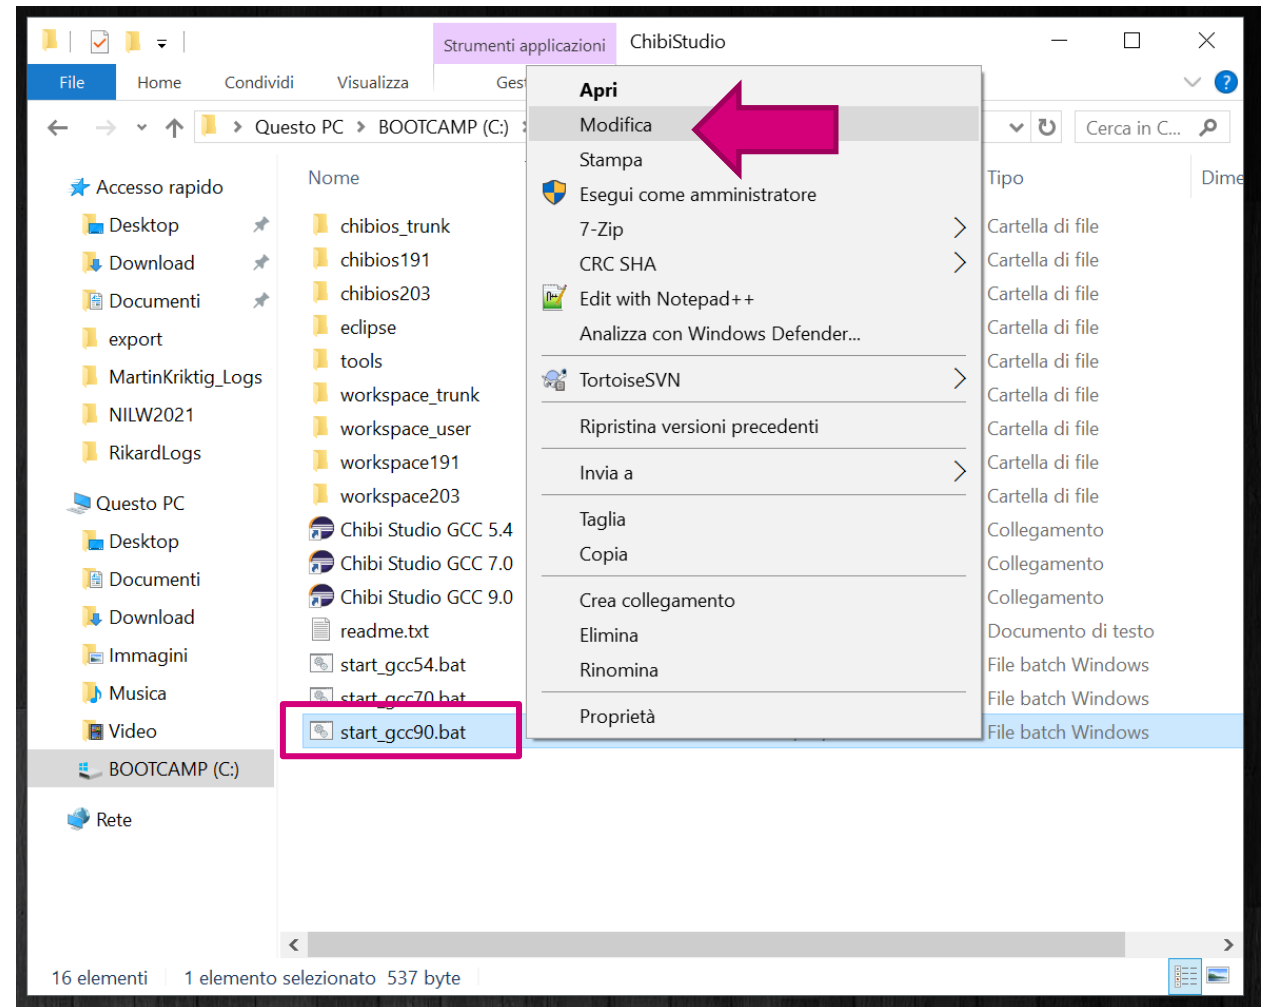 Strumenti applicazioni ChibiStudio
File Home Condividi Visualizza Gest
Questo PC > BOOTCAMP (C:) Cerca in C...
Nome Tipo Dime
Accesso rapido
Desktop
Download
Documenti
export
MartinKriktig_Logs
NILW2021
RikardLogs
Questo PC
Desktop
Documenti
Download
Immagini
Musica
Video
BOOTCAMP (C:)
Rete
chibios_trunk
chibios191
chibios203
eclipse
tools
workspace_trunk
workspace_user
workspace191
workspace203
Chibi Studio GCC 5.4
Chibi Studio GCC 7.0
Chibi Studio GCC 9.0
readme.txt
start_gcc54.bat
start_gcc70.bat
start_gcc90.bat
Apri
Modifica
Stampa
Esegui come amministratore
7-Zip
CRC SHA
Edit with Notepad++
Analizza con Windows Defender...
TortoiseSVN
Ripristina versioni precedenti
Invia a
Taglia
Copia
Crea collegamento
Elimina
Rinomina
Proprietà
Cartella di file
Cartella di file
Cartella di file
Cartella di file
Cartella di file
Cartella di file
Cartella di file
Cartella di file
Cartella di file
Collegamento
Collegamento
Collegamento
Documento di testo
File batch Windows
File batch Windows
File batch Windows
16 elementi 1 elemento selezionato 537 byte